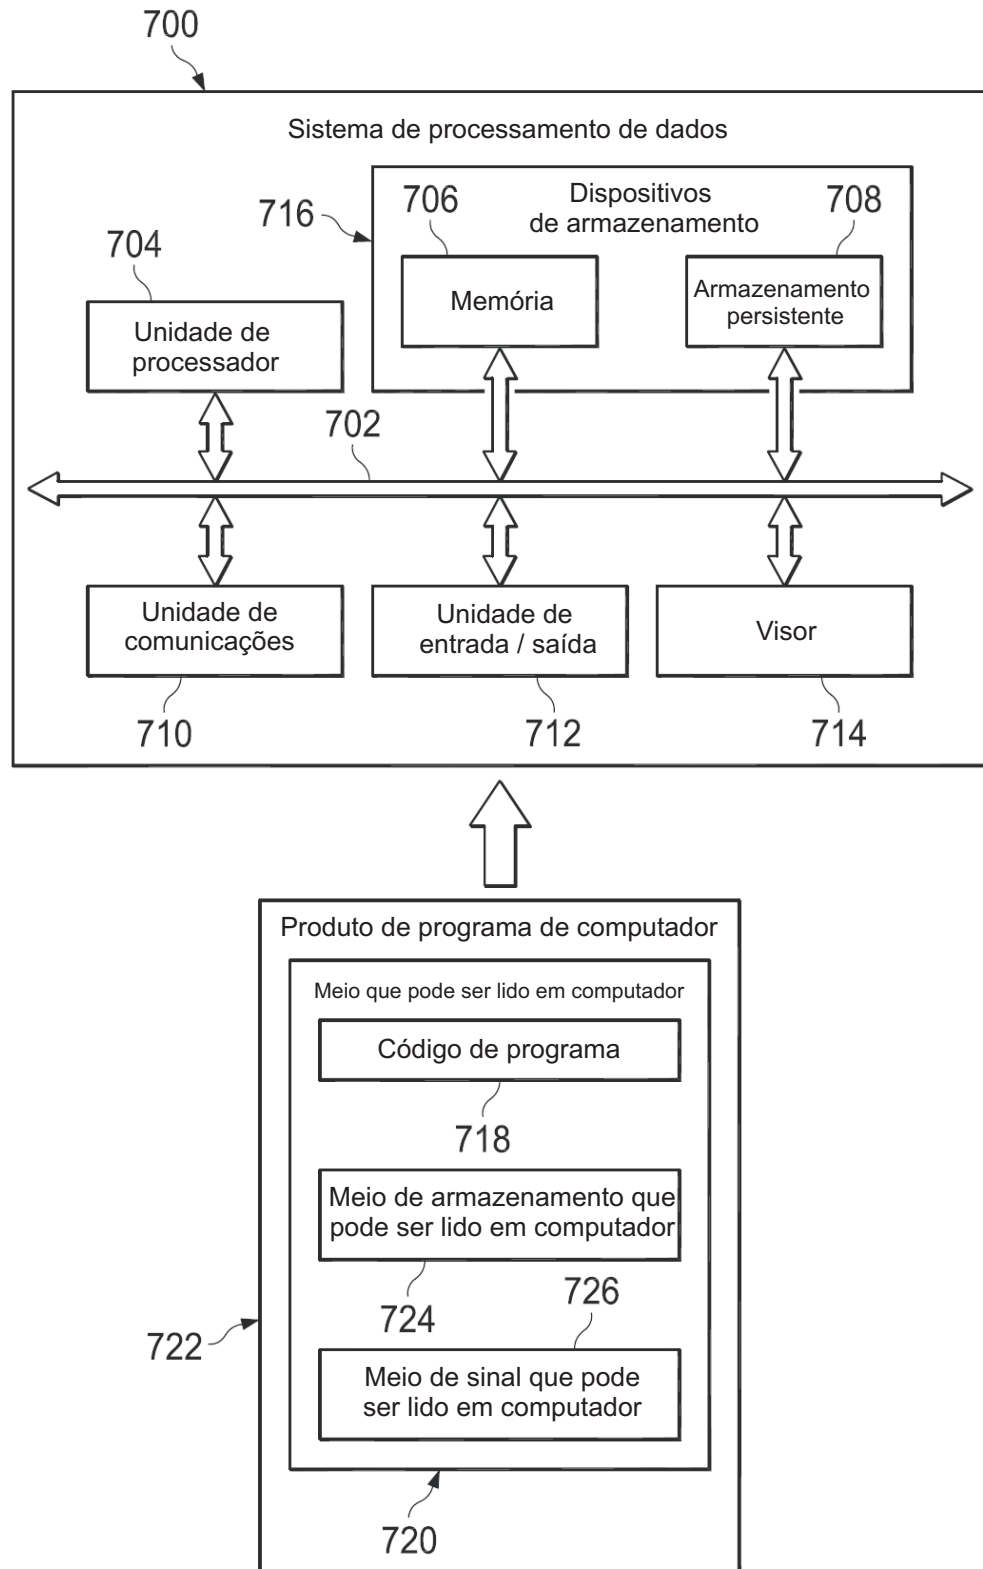 700
Sistema de processamento de dados
716
706
Dispositivos
de armazenamento
708
704
Memória
Armazenamento
persistente
Unidade de
processador
702
Unidade de
comunicações
Unidade de
entrada / saída
Visor
710
712
714
Produto de programa de computador
Meio que pode ser lido em computador
Código de programa
718
Meio de armazenamento que
pode ser lido em computador
724
726
722
Meio de sinal que pode
ser lido em computador
720